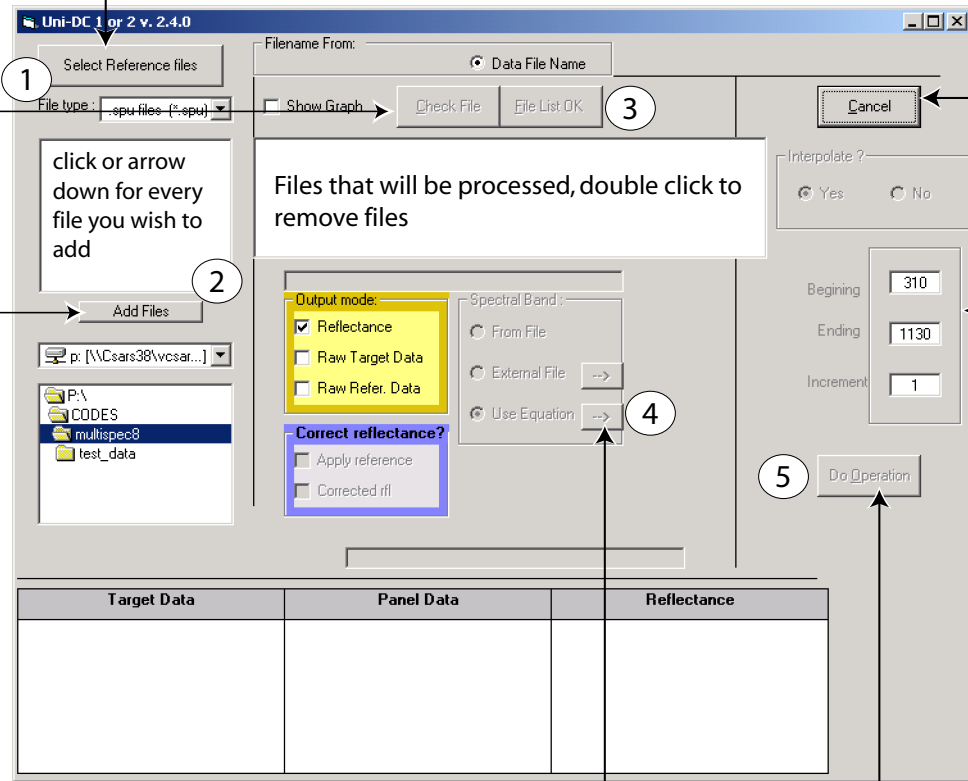 Uni-DC 1 or 2 v. 2.4.0
Select Reference files
1
File type :
.spu files (*.spu)
Filename From:
Data File Name
Show Graph
Check File
File List OK
3
Cancel
click or arrow
down for every
file you wish to
add
Files that will be processed, double click to
remove files
Interpolate ?
Yes
No
2
Add Files
p: [\\Csars38\vcsar...]
P:\
CODES
multispec8
test_data
Output mode:
Reflectance
Raw Target Data
Raw Refer. Data
Spectral Band :
From File
External File
-->
Use Equation
-->
4
Correct reflectance?
Apply reference
Corrected rfl
Begining
310
Ending
1130
Increment
1
5
Do Operation
Target Data
Panel Data
Reflectance